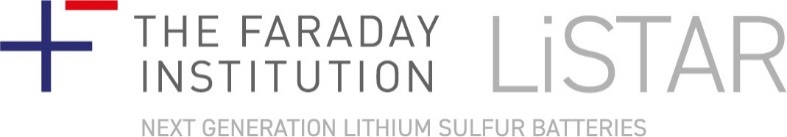 THE FARADAY
INSTITUTION
LiSTAR
NEXT GENERATION LITHIUM SULFUR BATTERIES